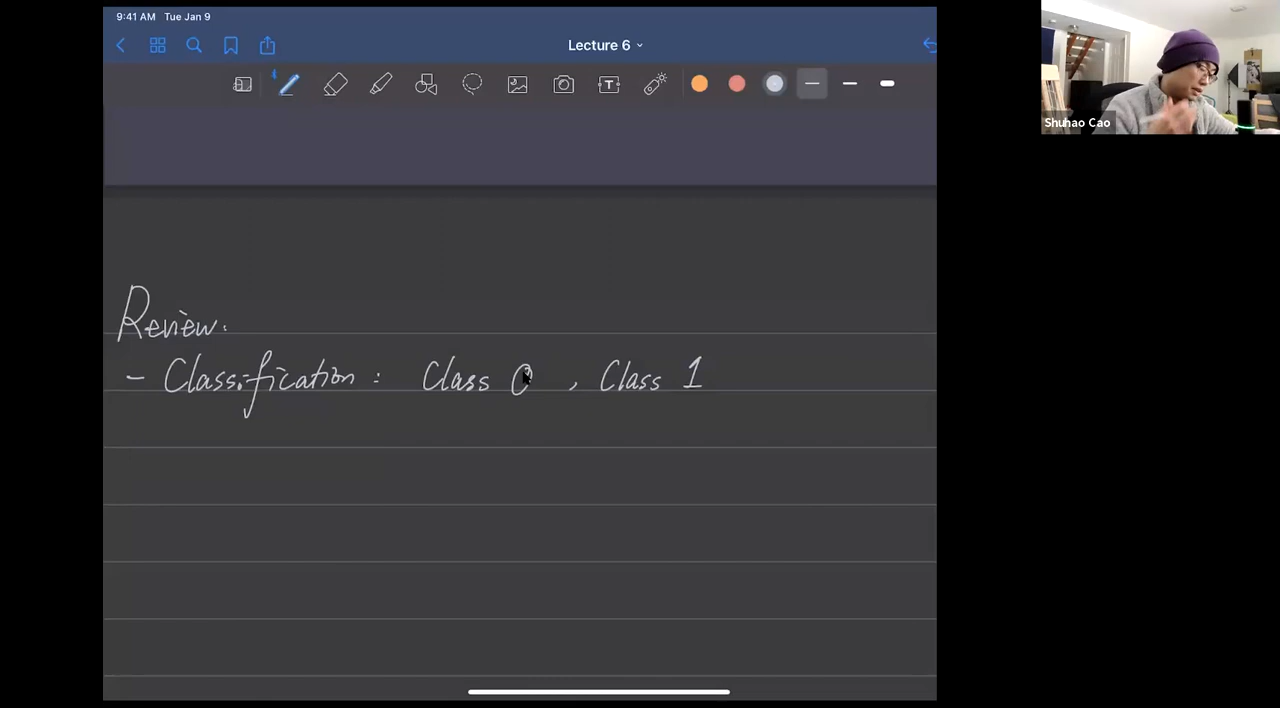 9:41 AM Tue Jan 9
Lecture 6
Shuhao Cao
Review:
- Classification: Class 0, Class 1